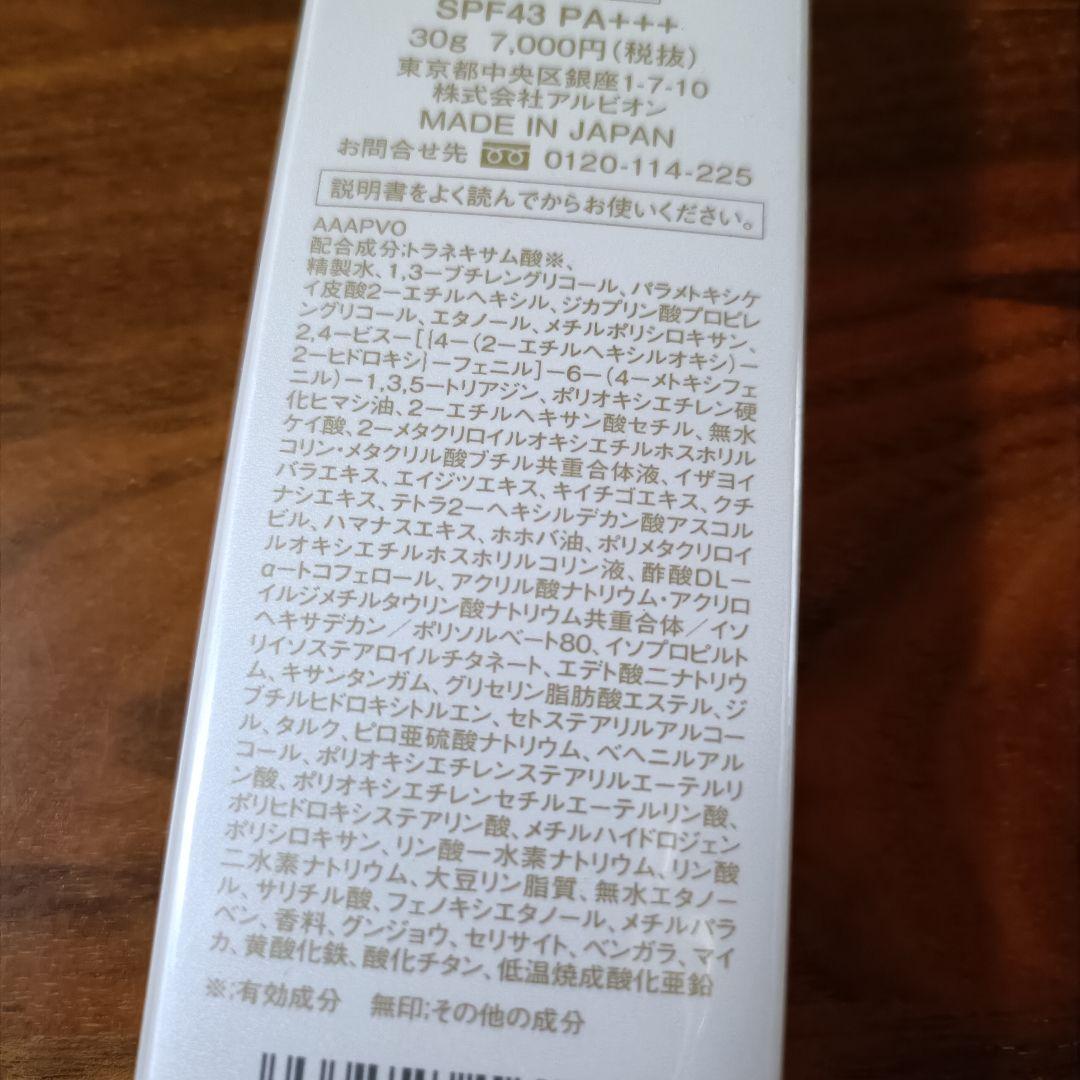 SPF43 PA+++
30g 7,000円(税抜)
東京都中央区銀座1-7-10
株式会社アルビオン
MADE IN JAPAN
お問合せ先 0120-114-225
説明書をよく読んでからお使いください。
AAAPVO
配合成分;トラネキサム酸※、
精製水、1,3ーブチレングリコール、パラメトキシケ
イ皮酸2ーエチルヘキシル、ジカプリン酸プロピレ
ングリコール、エタノール、メチルポリシロキサン、
2,4ービスー[{4ー(2ーエチルヘキシルオキシ)ー
2ーヒドロキシ}ーフェニル]ー6ー(4ーメトキシフェ
ニル)ー1,3,5ートリアジン、ポリオキシエチレン硬
化ヒマシ油、2ーエチルヘキサン酸セチル、無水
ケイ酸、2ーメタクリロイルオキシエチルホスホリル
コリン・メタクリル酸ブチル共重合体液、イザヨイ
バラエキス、エイジツエキス、キイチゴエキス、クチ
ナシエキス、テトラ2ーヘキシルデカン酸アスコル
ビル、ハマナスエキス、ホホバ油、ポリメタクリロイ
ルオキシエチルホスホリルコリン液、酢酸DLー
αートコフェロール、アクリル酸ナトリウム・アクリロ
イルジメチルタウリン酸ナトリウム共重合体／イソ
ヘキサデカン／ポリソルベート80、イソプロピルト
リイソステアロイルチタネート、エデト酸二ナトリウ
ム、キサンタンガム、グリセリン脂肪酸エステル、ジ
ブチルヒドロキシトルエン、セトステアリルアルコー
ル、タルク、ピロ亜硫酸ナトリウム、ベヘニルアル
コール、ポリオキシエチレンステアリルエーテルリ
ン酸、ポリオキシエチレンセチルエーテルリン酸、
ポリヒドロキシステアリン酸、メチルハイドロジェン
ポリシロキサン、リン酸一水素ナトリウム、リン酸
二水素ナトリウム、大豆リン脂質、無水エタノー
ル、サリチル酸、フェノキシエタノール、メチルパラ
ベン、香料、グンジョウ、セリサイト、ベンガラ、マイ
カ、黄酸化鉄、酸化チタン、低温焼成酸化亜鉛
※;有効成分 無印;その他の成分